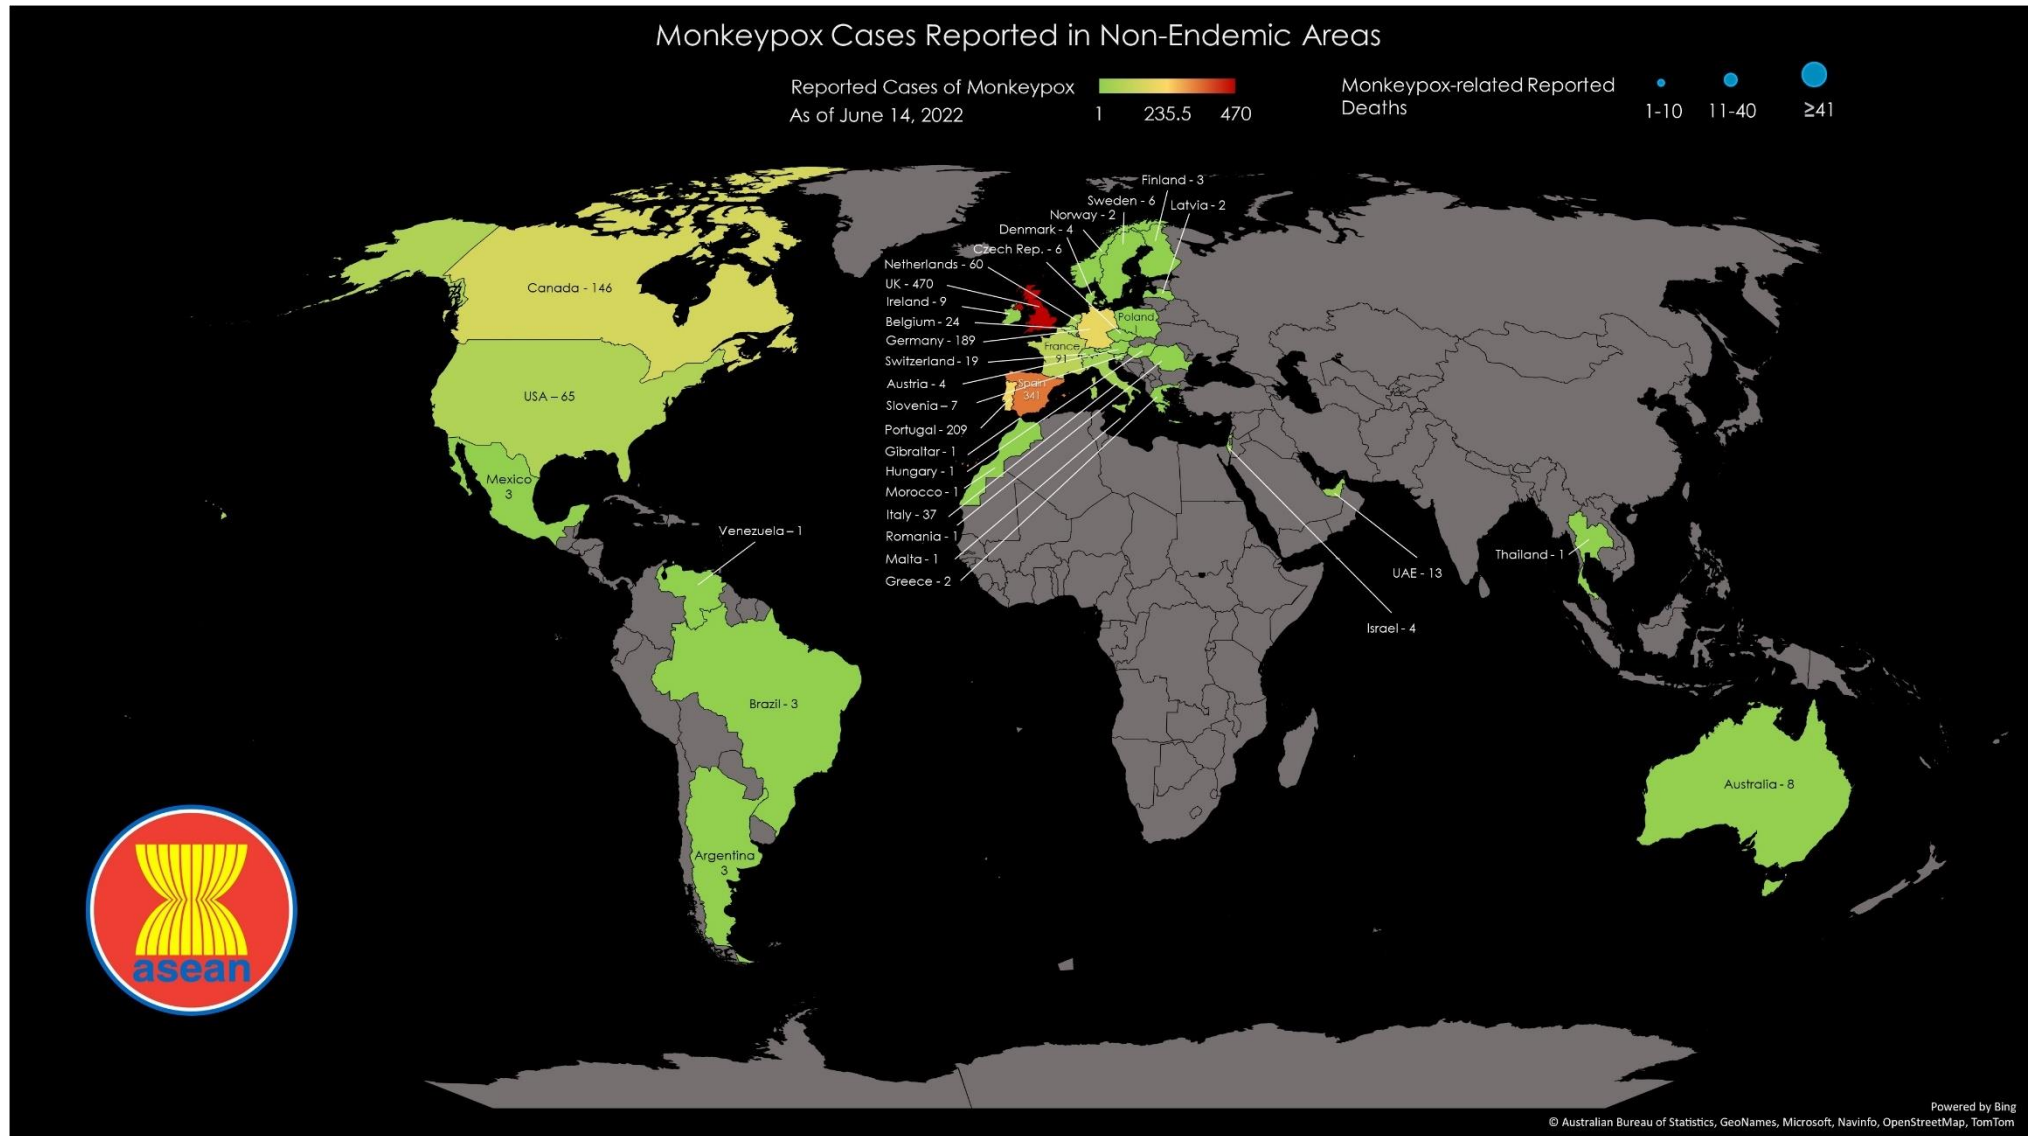 Monkeypox Cases Reported in Non-Endemic Areas
Reported Cases of Monkeypox
As of June 14, 2022
1 235.5 470
Monkeypox-related Reported
Deaths
1-10 11-40 ≥41
Finland - 3
Sweden - 6
Latvia - 2
Norway - 2
Denmark - 4
Czech Rep. - 6
Netherlands - 60
UK - 470
Ireland - 9
Belgium - 24
Germany - 189
Switzerland - 19
Austria - 4
Slovenia – 7
Portugal - 209
Gibraltar - 1
Hungary - 1
Morocco - 1
Italy - 37
Romania - 1
Malta - 1
Greece - 2
Poland
1
France
91
Spain
341
Canada - 146
USA – 65
Mexico
3
Venezuela – 1
Brazil - 3
Argentina
3
UAE - 13
Israel - 4
Thailand - 1
Australia - 8
asean
Powered by Bing
© Australian Bureau of Statistics, GeoNames, Microsoft, Navinfo, OpenStreetMap, TomTom